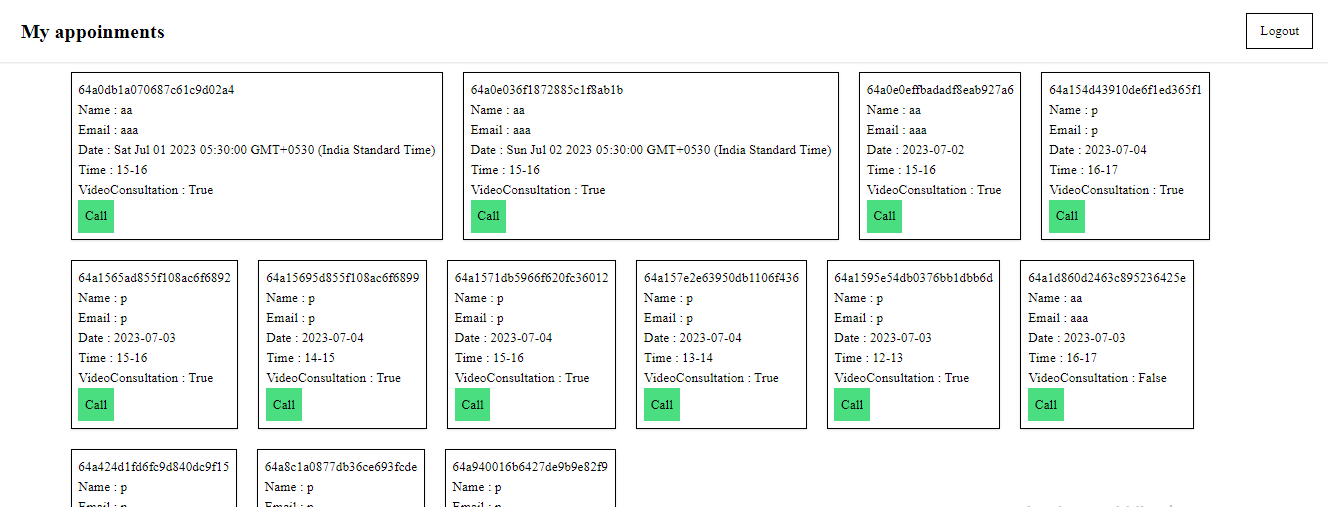 My appoinments
Logout
64a0db1a070687c61c9d02a4
Name : aa
Email : aaa
Date : Sat Jul 01 2023 05:30:00 GMT+0530 (India Standard Time)
Time : 15-16
VideoConsultation : True
Call
64a0e036f1872885c1f8ab1b
Name : aa
Email : aaa
Date : Sun Jul 02 2023 05:30:00 GMT+0530 (India Standard Time)
Time : 15-16
VideoConsultation : True
Call
64a0e0effbadadf8eab927a6
Name : aa
Email : aaa
Date : 2023-07-02
Time : 15-16
VideoConsultation : True
Call
64a154d43910de6f1ed365f1
Name : p
Email : p
Date : 2023-07-04
Time : 16-17
VideoConsultation : True
Call
64a1565ad855f108ac6f6892
Name : p
Email : p
Date : 2023-07-03
Time : 15-16
VideoConsultation : True
Call
64a15695d855f108ac6f6899
Name : p
Email : p
Date : 2023-07-04
Time : 14-15
VideoConsultation : True
Call
64a1571db5966f620fc36012
Name : p
Email : p
Date : 2023-07-04
Time : 15-16
VideoConsultation : True
Call
64a157e2e63950db1106f436
Name : p
Email : p
Date : 2023-07-04
Time : 13-14
VideoConsultation : True
Call
64a1595e54db0376bb1dbb6d
Name : p
Email : p
Date : 2023-07-03
Time : 12-13
VideoConsultation : True
Call
64a1d860d2463c895236425e
Name : aa
Email : aaa
Date : 2023-07-03
Time : 16-17
VideoConsultation : False
Call
64a424d1fd6fc9d840dc9f15
Name : p
Email : p
64a8c1a0877db36ce693fcde
Name : p
Email : p
64a940016b6427de9b9e82f9
Name : p
Email : p